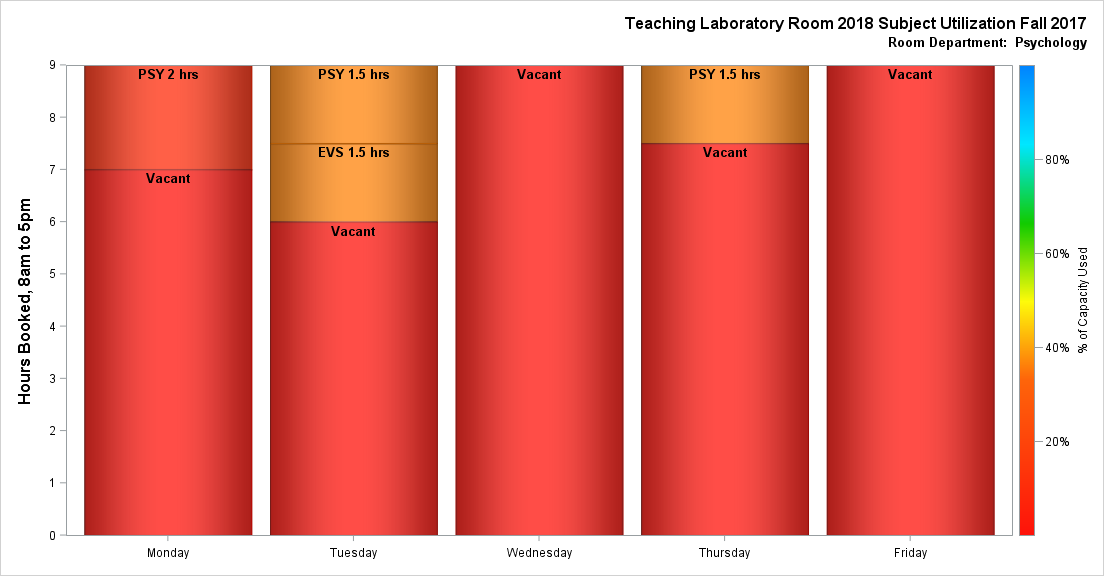 Teaching Laboratory Room 2018 Subject Utilization Fall 2017
Room Department:  Psychology
Hours Booked, 8am to 5pm
9
8
7
6
5
4
3
2
1
0
PSY 2 hrs
Vacant
PSY 1.5 hrs
EVS 1.5 hrs
Vacant
Vacant
PSY 1.5 hrs
Vacant
Vacant
Monday
Tuesday
Wednesday
Thursday
Friday
80%
60%
40%
20%
% of Capacity Used